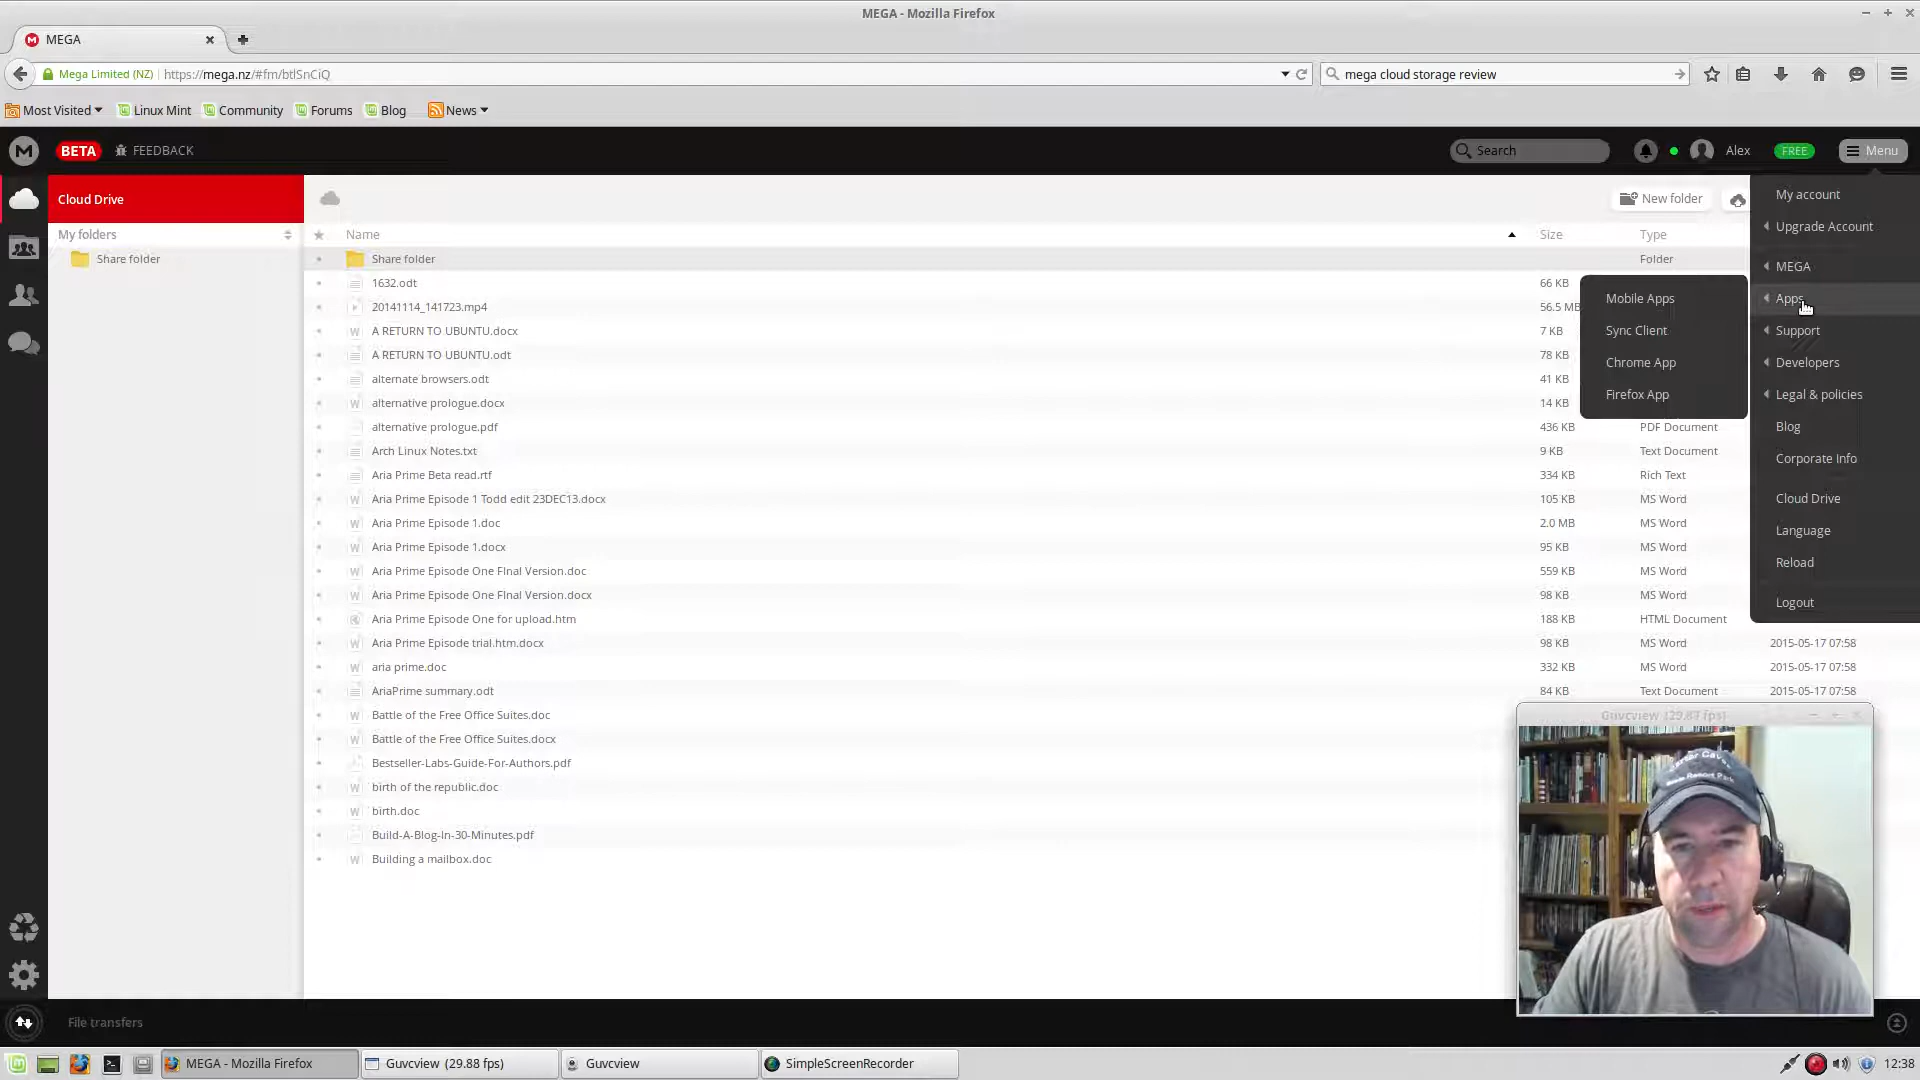 MEGA - Mozilla Firefox
MEGA
Mega Limited (NZ) https://mega.nz/#fm/btlSnCiQ
mega cloud storage review
Most Visited Linux Mint Community Forums Blog News
M BETA FEEDBACK
Search Alex FREE Menu
Cloud Drive
New folder
My folders
Share folder
Name Size Type
Share folder Folder
1632.odt 66 KB
20141114_141723.mp4 56.5 MB
A RETURN TO UBUNTU.docx 7 KB
A RETURN TO UBUNTU.odt 78 KB
alternate browsers.odt 41 KB
alternative prologue.docx 14 KB
alternative prologue.pdf 436 KB PDF Document
Arch Linux Notes.txt 9 KB Text Document
Aria Prime Beta read.rtf 334 KB Rich Text
Aria Prime Episode 1 Todd edit 23DEC13.docx 105 KB MS Word
Aria Prime Episode 1.doc 2.0 MB MS Word
Aria Prime Episode 1.docx 95 KB MS Word
Aria Prime Episode One FInal Version.doc 559 KB MS Word
Aria Prime Episode One FInal Version.docx 98 KB MS Word
Aria Prime Episode One for upload.htm 188 KB HTML Document
Aria Prime Episode trial.htm.docx 98 KB MS Word 2015-05-17 07:58
aria prime.doc 332 KB MS Word 2015-05-17 07:58
AriaPrime summary.odt 84 KB Text Document 2015-05-17 07:58
Battle of the Free Office Suites.doc
Battle of the Free Office Suites.docx
Bestseller-Labs-Guide-For-Authors.pdf
birth of the republic.doc
birth.doc
Build-A-Blog-In-30-Minutes.pdf
Building a mailbox.doc
Mobile Apps
Sync Client
Chrome App
Firefox App
My account
Upgrade Account
MEGA
Apps
Support
Developers
Legal & policies
Blog
Corporate Info
Cloud Drive
Language
Reload
Logout
Guvcview (29.88 fps)
File transfers
MEGA - Mozilla Firefox
Guvcview (29.88 fps)
Guvcview
SimpleScreenRecorder
12:38